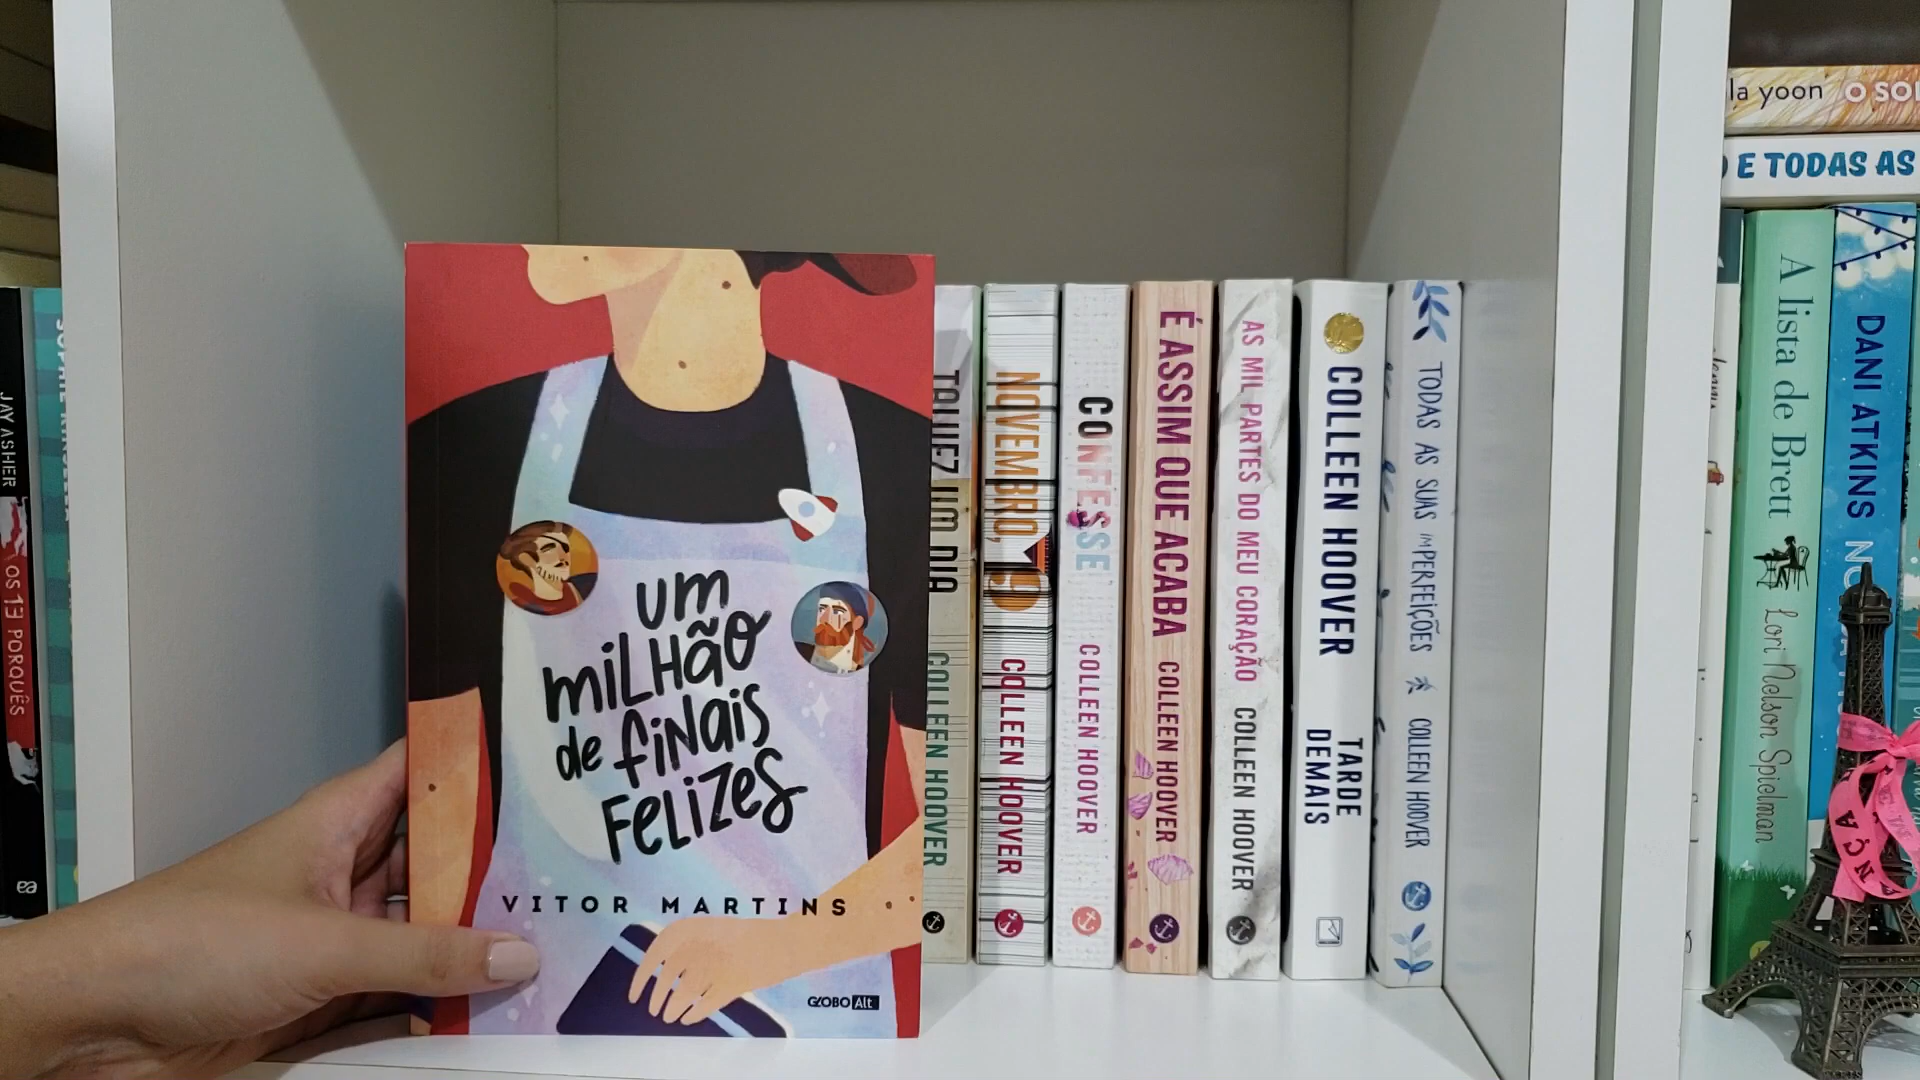 JAY ASHER
OS 13 PORQUÊS
um
milhão
de finais
felizes
VITOR MARTINS
GLOBO Alt
TALVEZ UM DIA
COLLEEN HOOVER
NOVEMBRO, 9
COLLEEN HOOVER
CONFESSE
COLLEEN HOOVER
É ASSIM QUE ACABA
COLLEEN HOOVER
AS MIL PARTES DO MEU CORAÇÃO
COLLEEN HOOVER
COLLEEN HOOVER
TARDE
DEMAIS
TODAS AS SUAS IMPERFEIÇÕES
COLLEEN HOOVER
la yoon O SOL
E TODAS AS
A lista de Brett
Lori Nelson Spielman
DANI ATKINS